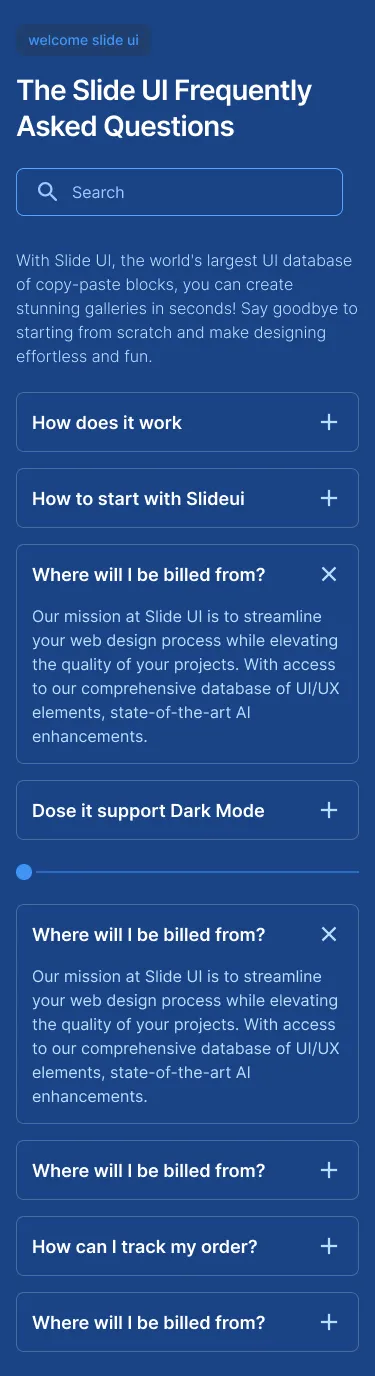 welcome slide ui
The Slide UI Frequently
Asked Questions
Search
With Slide UI, the world's largest UI database
of copy-paste blocks, you can create
stunning galleries in seconds! Say goodbye to
starting from scratch and make designing
effortless and fun.
How does it work
How to start with Slideui
Where will I be billed from?
Our mission at Slide UI is to streamline
your web design process while elevating
the quality of your projects. With access
to our comprehensive database of UI/UX
elements, state-of-the-art AI
enhancements.
Dose it support Dark Mode
Where will I be billed from?
Our mission at Slide UI is to streamline
your web design process while elevating
the quality of your projects. With access
to our comprehensive database of UI/UX
elements, state-of-the-art AI
enhancements.
Where will I be billed from?
How can I track my order?
Where will I be billed from?